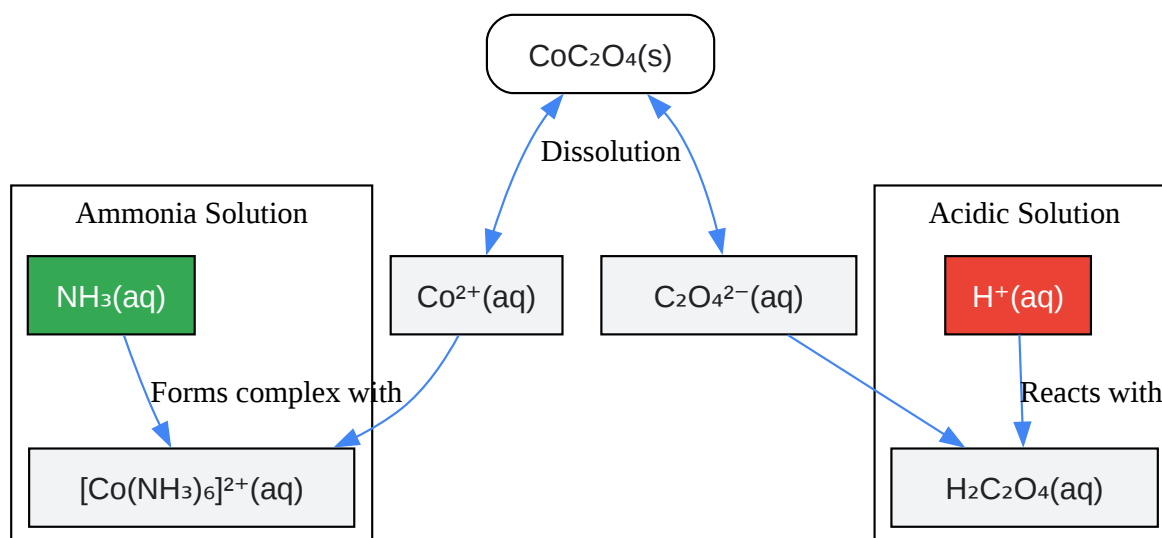 CoC₂O₄(s)
Dissolution
Ammonia Solution
Acidic Solution
NH₃(aq)
Co²⁺(aq)
C₂O₄²⁻(aq)
H⁺(aq)
Forms complex with
Reacts with
[Co(NH₃)₆]²⁺(aq)
H₂C₂O₄(aq)